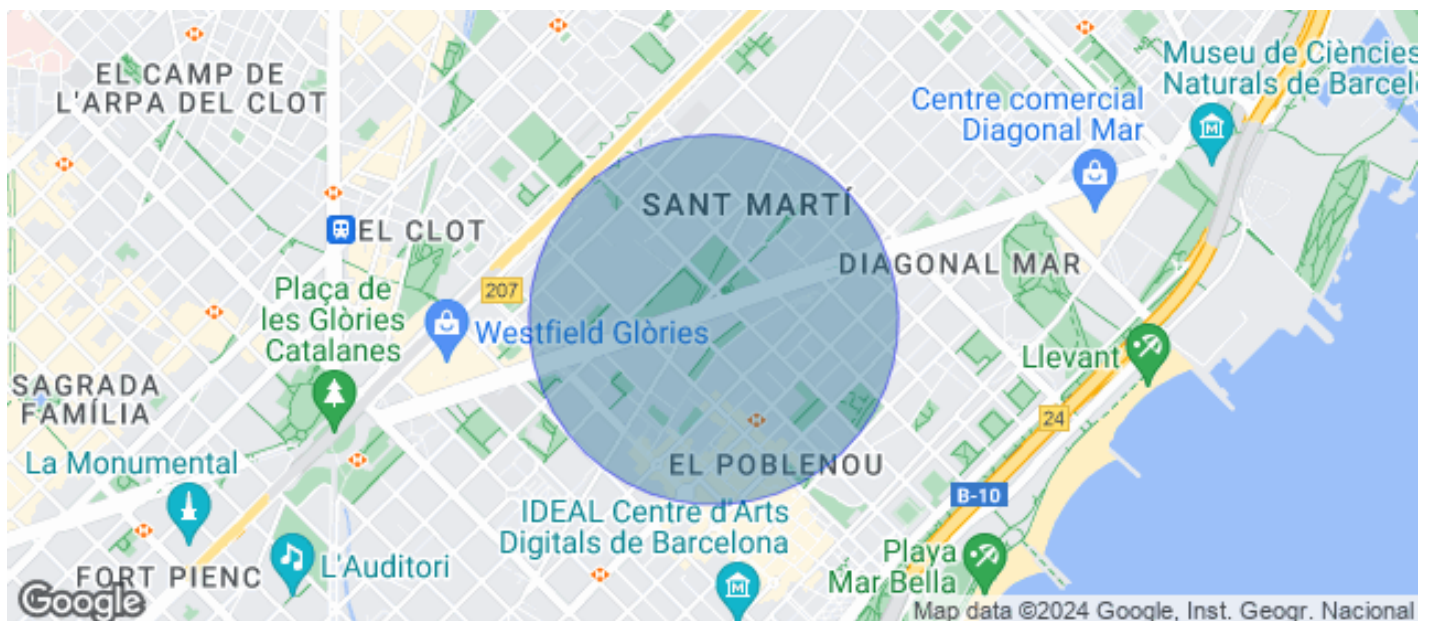 EL CAMP DE
L'ARPA DEL CLOT
Museu de Ciències
Naturals de Barcel
Centre comercial
Diagonal Mar
SANT MARTÍ
EL CLOT
DIAGONAL MAR
Plaça de
les Glòries
Catalanes
207
Westfield Glòries
Llevant
SAGRADA
FAMÍLIA
24
La Monumental
EL POBLENOU
B-10
IDEAL Centre d'Arts
Digitals de Barcelona
Playa
Mar Bella
L'Auditori
FORT PIENC
Google
Map data ©2024 Google, Inst. Geogr. Nacional